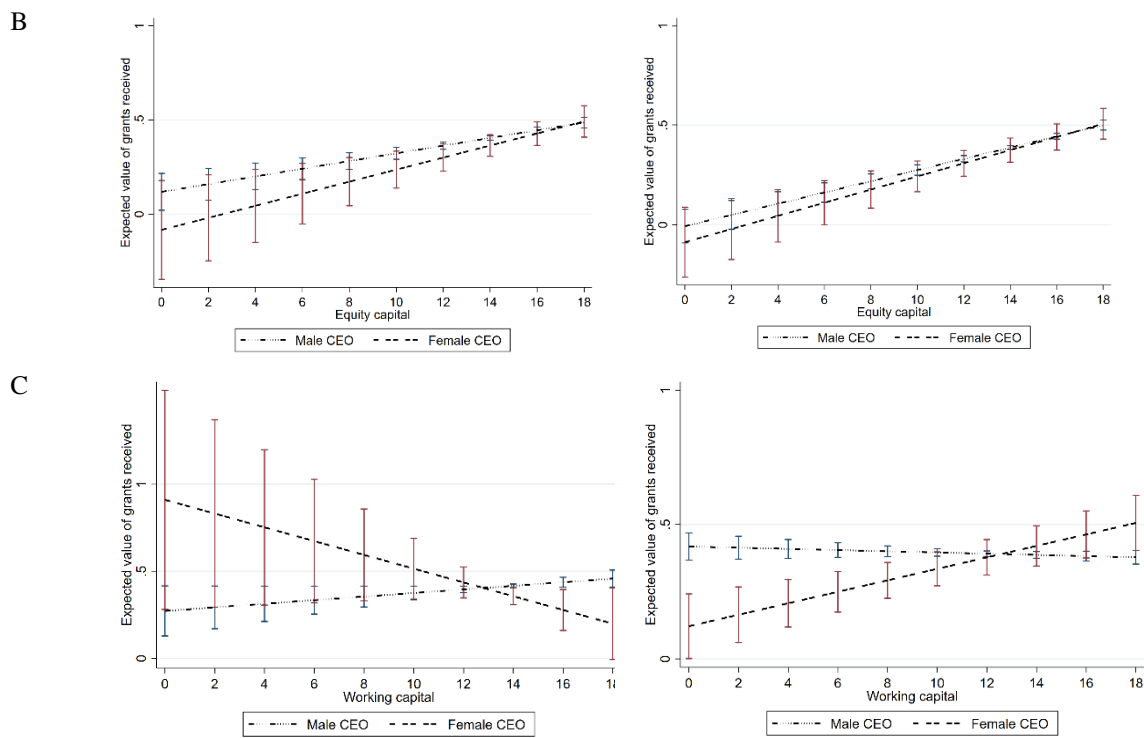 B
Expected value of grants received
1
.5
0
0 2 4 6 8 10 12 14 16 18
Equity capital
Male CEO Female CEO
Expected value of grants received
1
.5
0
0 2 4 6 8 10 12 14 16 18
Equity capital
Male CEO Female CEO
C
Expected value of grants received
1
.5
0
0 2 4 6 8 10 12 14 16 18
Working capital
Male CEO Female CEO
Expected value of grants received
1
.5
0
0 2 4 6 8 10 12 14 16 18
Working capital
Male CEO Female CEO